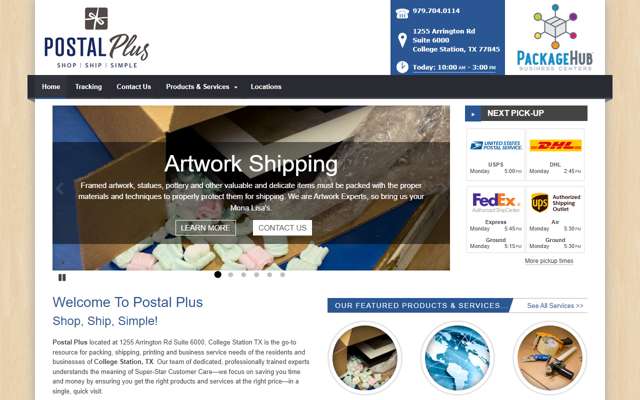 POSTAL Plus
SHOP | SHIP | SIMPLE
979.704.0114
1255 Arrington Rd
Suite 6000
College Station, TX 77845
Today: 10:00 AM - 3:00 PM
PACKAGEHUB
BUSINESS CENTERS
Home
Tracking
Contact Us
Products & Services
Locations
Artwork Shipping
Framed artwork, statues, pottery and other valuable and delicate items must be packed with the proper
materials and techniques to properly protect them for shipping. We are Artwork Experts, so bring us your
Mona Lisa's.
LEARN MORE
CONTACT US
NEXT PICK-UP
UNITED STATES
POSTAL SERVICE
USPS
Monday 5:00 PM
DHL
DHL
Monday 2:45 PM
FedEx
Authorized ShipCenter
Express
Monday 5:45 PM
Ground
Monday 5:15 PM
ups
Authorized
Shipping
Outlet
Air
Monday 5:30 PM
Ground
Monday 5:30 PM
More pickup times
Welcome To Postal Plus
Shop, Ship, Simple!
Postal Plus located at 1255 Arrington Rd Suite 6000, College Station TX is the go-to
resource for packing, shipping, printing and business service needs of the residents and
businesses of College Station, TX. Our team of dedicated, professionally trained experts
understands the meaning of Super-Star Customer Care—we focus on saving you time
and money by ensuring you get the right products and services at the right price—in a
single, quick visit.
OUR FEATURED PRODUCTS & SERVICES...
See All Services >>